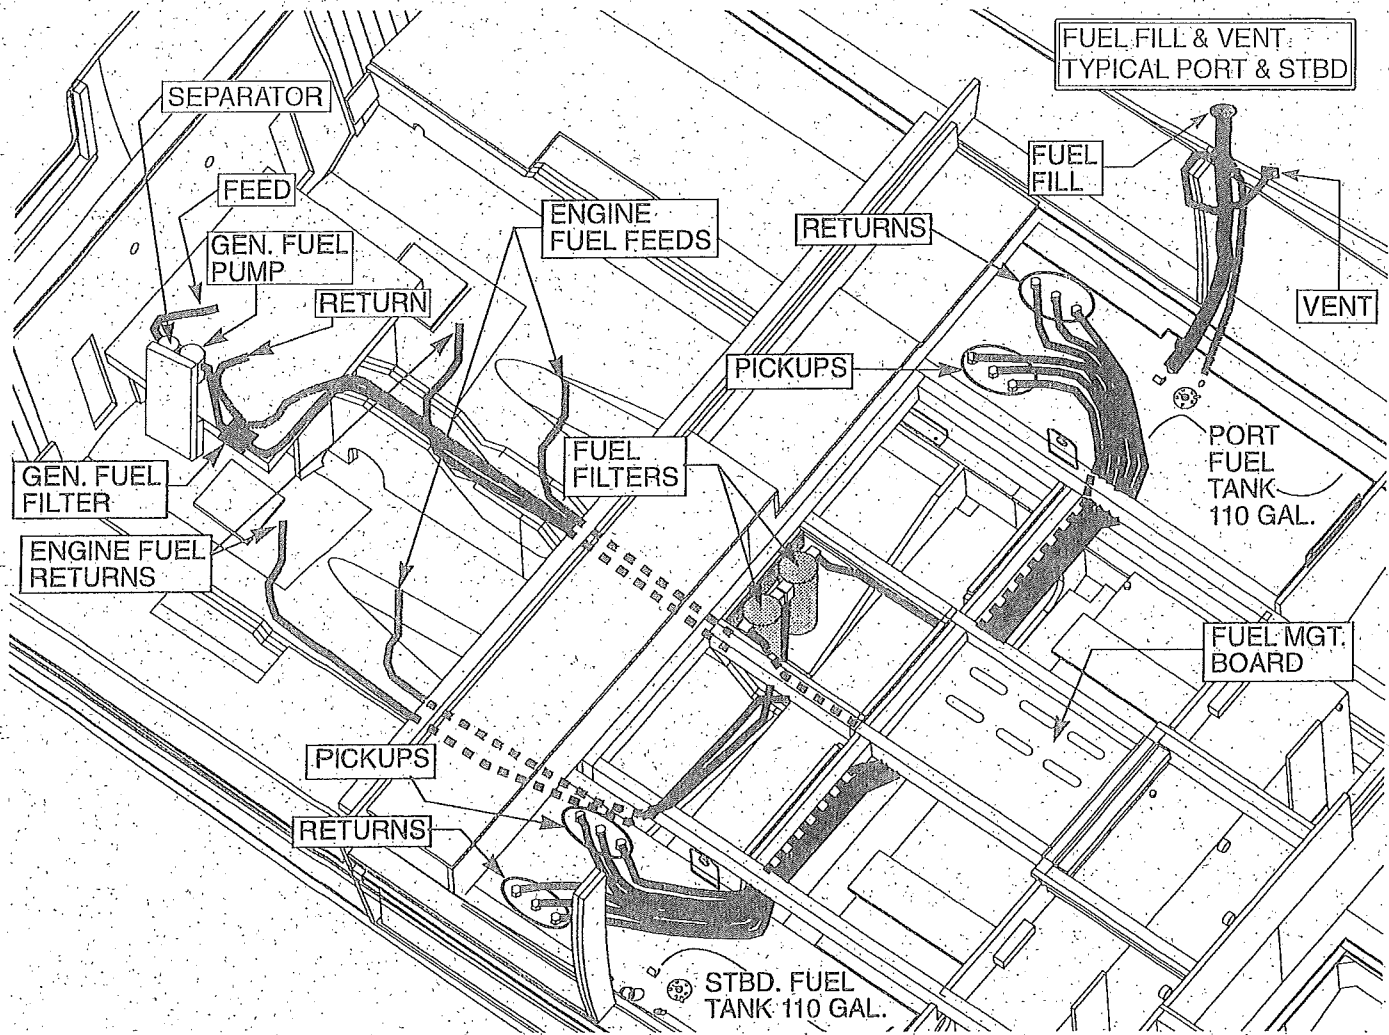 FUEL FILL & VENT
TYPICAL PORT & STBD
SEPARATOR
FUEL
FILL
FEED
ENGINE
FUEL FEEDS
RETURNS
GEN. FUEL
PUMP
RETURN
VENT
PICKUPS
PORT
FUEL
TANK
110 GAL.
FUEL
FILTERS
GEN. FUEL
FILTER
ENGINE FUEL
RETURNS
FUEL MGT.
BOARD
PICKUPS
RETURNS
STBD. FUEL
TANK 110 GAL.